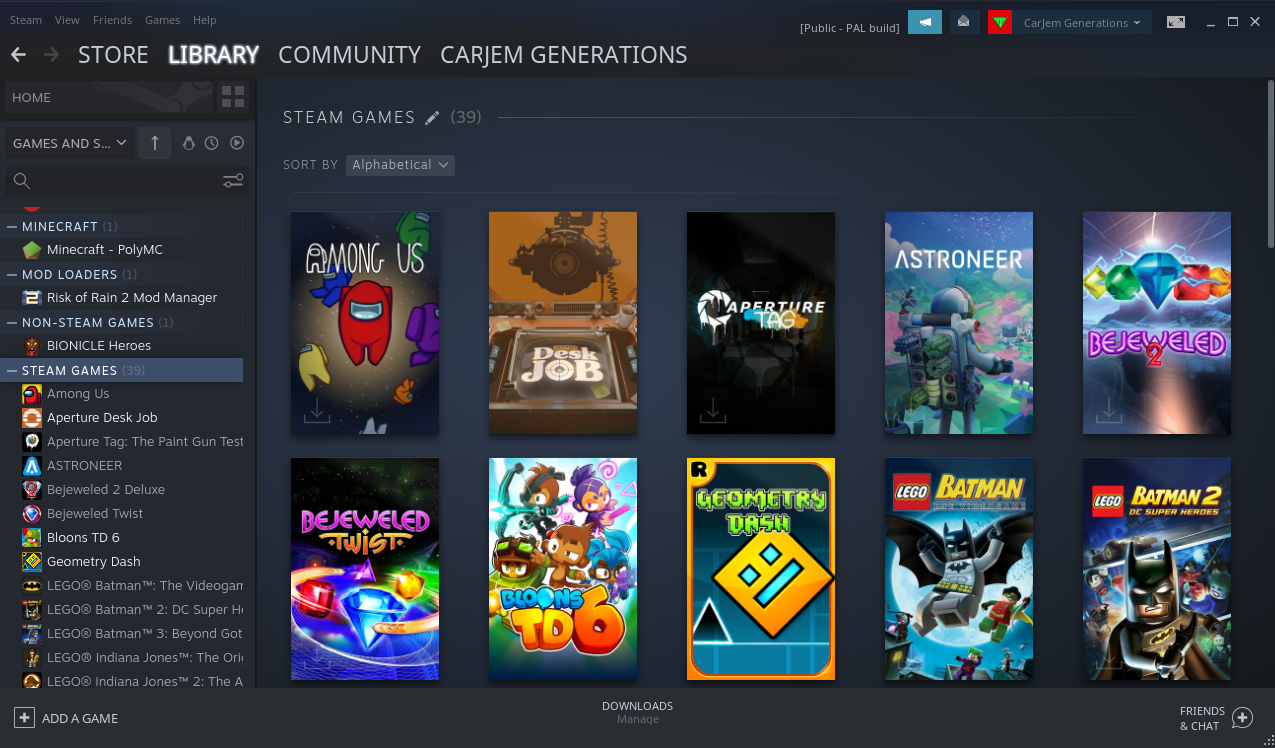 Steam View Friends Games Help
[Public - PAL build]
CarJem Generations
STORE LIBRARY COMMUNITY CARJEM GENERATIONS
HOME
GAMES AND S...
MINECRAFT (1)
Minecraft - PolyMC
MOD LOADERS (1)
Risk of Rain 2 Mod Manager
NON-STEAM GAMES (1)
BIONICLE Heroes
STEAM GAMES (39)
Among Us
Aperture Desk Job
Aperture Tag: The Paint Gun Test
ASTRONEER
Bejeweled 2 Deluxe
Bejeweled Twist
Bloons TD 6
Geometry Dash
LEGO® Batman™: The Videogam
LEGO® Batman™ 2: DC Super He
LEGO® Batman™ 3: Beyond Got
LEGO® Indiana Jones™: The Orig
LEGO® Indiana Jones™ 2: The A
STEAM GAMES (39)
SORT BY Alphabetical
AMONG US
DESK
JOB
APERTURE
TAG
ASTRONEER
BEJEWELED
2
BEJEWELED
TWIST
BLOONS
TD6
R
GEOMETRY
DASH
LEGO BATMAN
THE VIDEOGAME
LEGO BATMAN 2
DC SUPER HEROES
ADD A GAME
DOWNLOADS
Manage
FRIENDS
& CHAT